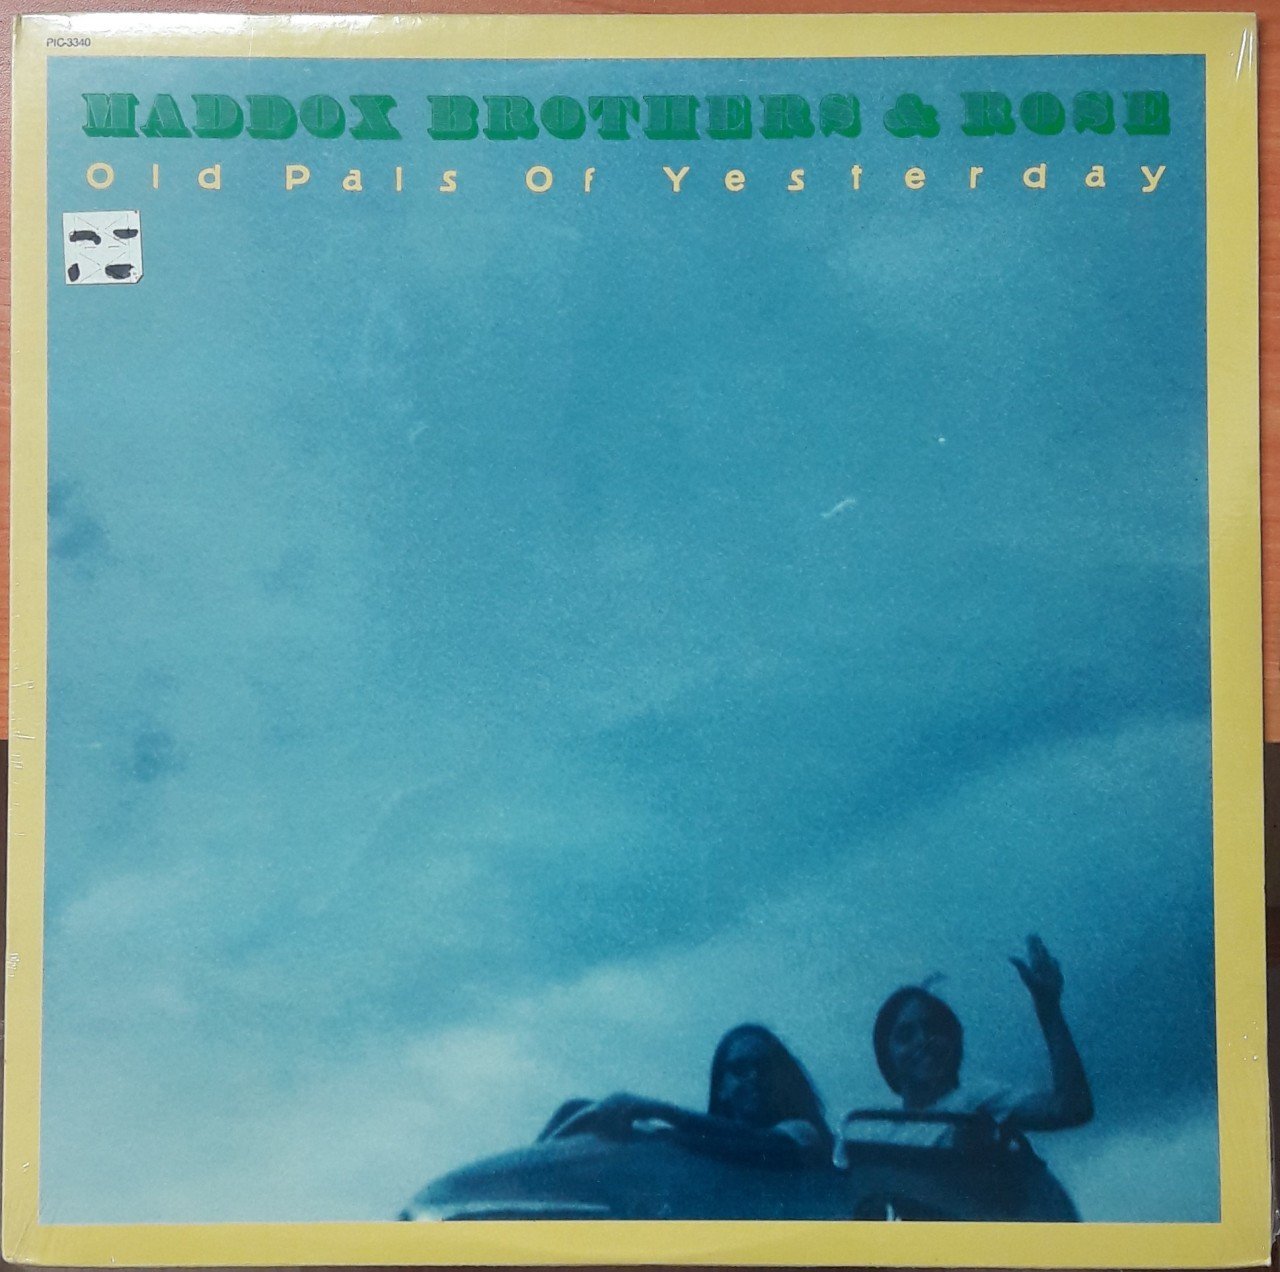 PIC-3340
MADDOX BROTHERS & ROSE
Old Pals Of Yesterday